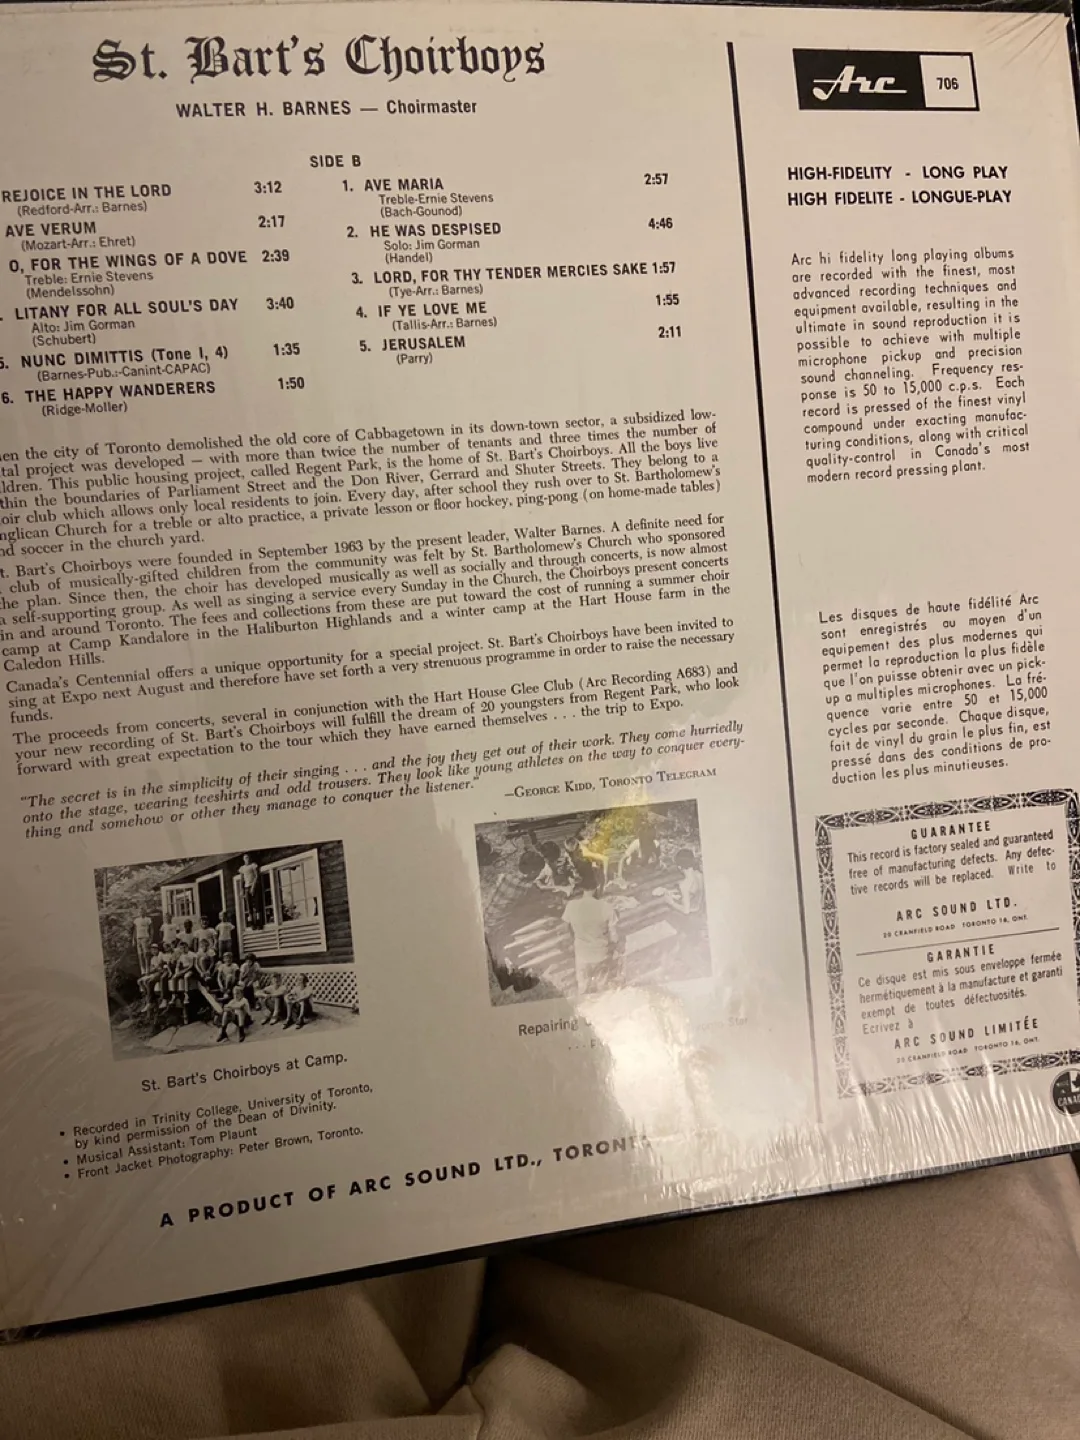 St. Bart's Choirboys
WALTER H. BARNES — Choirmaster
REJOICE IN THE LORD 3:12
(Redford-Arr.: Barnes)
AVE VERUM 2:17
(Mozart-Arr.: Ehret)
O, FOR THE WINGS OF A DOVE 2:39
Treble: Ernie Stevens
(Mendelssohn)
LITANY FOR ALL SOUL'S DAY 3:40
Alto: Jim Gorman
(Schubert)
5. NUNC DIMITTIS (Tone I, 4) 1:35
(Barnes-Pub.:-Canint-CAPAC)
6. THE HAPPY WANDERERS 1:50
(Ridge-Moller)
SIDE B
1. AVE MARIA 2:57
Treble-Ernie Stevens
(Bach-Gounod)
2. HE WAS DESPISED 4:46
Solo: Jim Gorman
(Handel)
3. LORD, FOR THY TENDER MERCIES SAKE 1:57
(Tye-Arr.: Barnes)
4. IF YE LOVE ME 1:55
(Tallis-Arr.: Barnes)
5. JERUSALEM 2:11
(Parry)
the city of Toronto demolished the old core of Cabbagetown in its down-town sector, a subsidized low-
project was developed — with more than twice the number of tenants and three times the number of
This public housing project, called Regent Park, is the home of St. Bart's Choirboys. All the boys live
the boundaries of Parliament Street and the Don River, Gerrard and Shuter Streets. They belong to a
club which allows only local residents to join. Every day, after school they rush over to St. Bartholomew's
Church for a treble or alto practice, a private lesson or floor hockey, ping-pong (on home-made tables)
soccer in the church yard.
Bart's Choirboys were founded in September 1963 by the present leader, Walter Barnes. A definite need for
club of musically-gifted children from the community was felt by St. Bartholomew's Church who sponsored
the plan. Since then, the choir has developed musically as well as socially and through concerts, is now almost
a self-supporting group. As well as singing a service every Sunday in the Church, the Choirboys present concerts
in and around Toronto. The fees and collections from these are put toward the cost of running a summer choir
camp at Camp Kandalore in the Haliburton Highlands and a winter camp at the Hart House farm in the
Caledon Hills.
Canada's Centennial offers a unique opportunity for a special project. St. Bart's Choirboys have been invited to
sing at Expo next August and therefore have set forth a very strenuous programme in order to raise the necessary
funds.
The proceeds from concerts, several in conjunction with the Hart House Glee Club (Arc Recording A683) and
your new recording of St. Bart's Choirboys will fulfill the dream of 20 youngsters from Regent Park, who look
forward with great expectation to the tour which they have earned themselves . . . the trip to Expo.
"The secret is in the simplicity of their singing . . . and the joy they get out of their work. They come hurriedly
onto the stage, wearing teeshirts and odd trousers. They look like young athletes on the way to conquer every-
thing and somehow or other they manage to conquer the listener."
—GEORGE KIDD, TORONTO TELEGRAM
St. Bart's Choirboys at Camp.
Repairing
• Recorded in Trinity College, University of Toronto,
by kind permission of the Dean of Divinity.
• Musical Assistant: Tom Plaunt
• Front Jacket Photography: Peter Brown, Toronto.
A PRODUCT OF ARC SOUND LTD.,
Arc 706
HIGH-FIDELITY - LONG PLAY
HIGH FIDELITE - LONGUE-PLAY
Arc hi fidelity long playing albums
are recorded with the finest, most
advanced recording techniques and
equipment available, resulting in the
ultimate in sound reproduction it is
possible to achieve with multiple
microphone pickup and precision
sound channeling. Frequency res-
ponse is 50 to 15,000 c.p.s. Each
record is pressed of the finest vinyl
compound under exacting manufac-
turing conditions, along with critical
quality-control in Canada's most
modern record pressing plant.
Les disques de haute fidélité Arc
sont enregistrés au moyen d'un
equipement des plus modernes qui
permet la reproduction la plus fidèle
que l'on puisse obtenir avec un pick-
up a multiples microphones. La fré-
quence varie entre 50 et 15,000
cycles par seconde. Chaque disque,
fait de vinyl du grain le plus fin, est
pressé dans des conditions de pro-
duction les plus minutieuses.
GUARANTEE
This record is factory sealed and guaranteed
free of manufacturing defects. Any defec-
tive records will be replaced. Write to
ARC SOUND LTD.
20 CRANFIELD ROAD TORONTO 16, ONT.
GARANTIE
Ce disque est mis sous enveloppe fermée
hermétiquement à la manufacture et garanti
exempt de toutes défectuosités.
Ecrivez à
ARC SOUND LIMITÉE
20 CRANFIELD ROAD TORONTO 16, ONT.